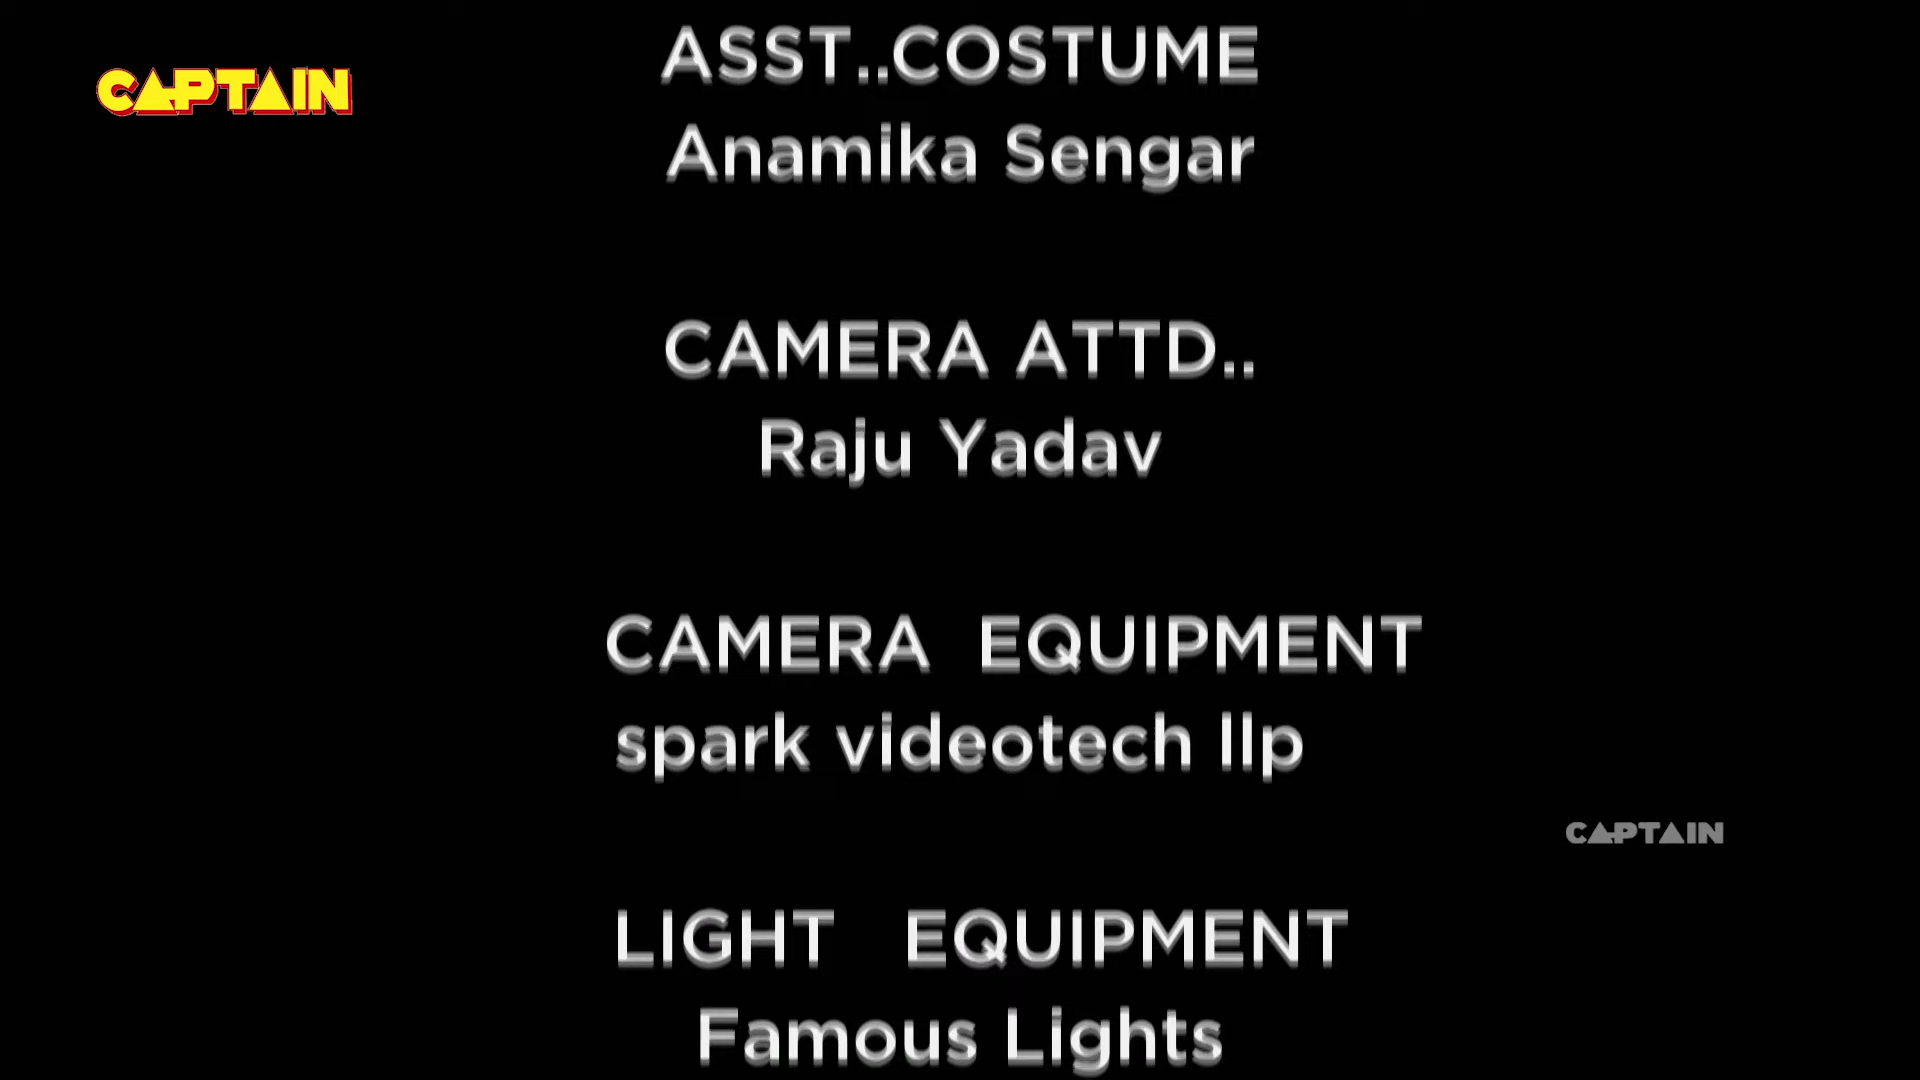 CAPTAIN
ASST..COSTUME
Anamika Sengar
CAMERA ATTD..
Raju Yadav
CAMERA EQUIPMENT
spark videotech llp
CAPTAIN
LIGHT EQUIPMENT
Famous Lights